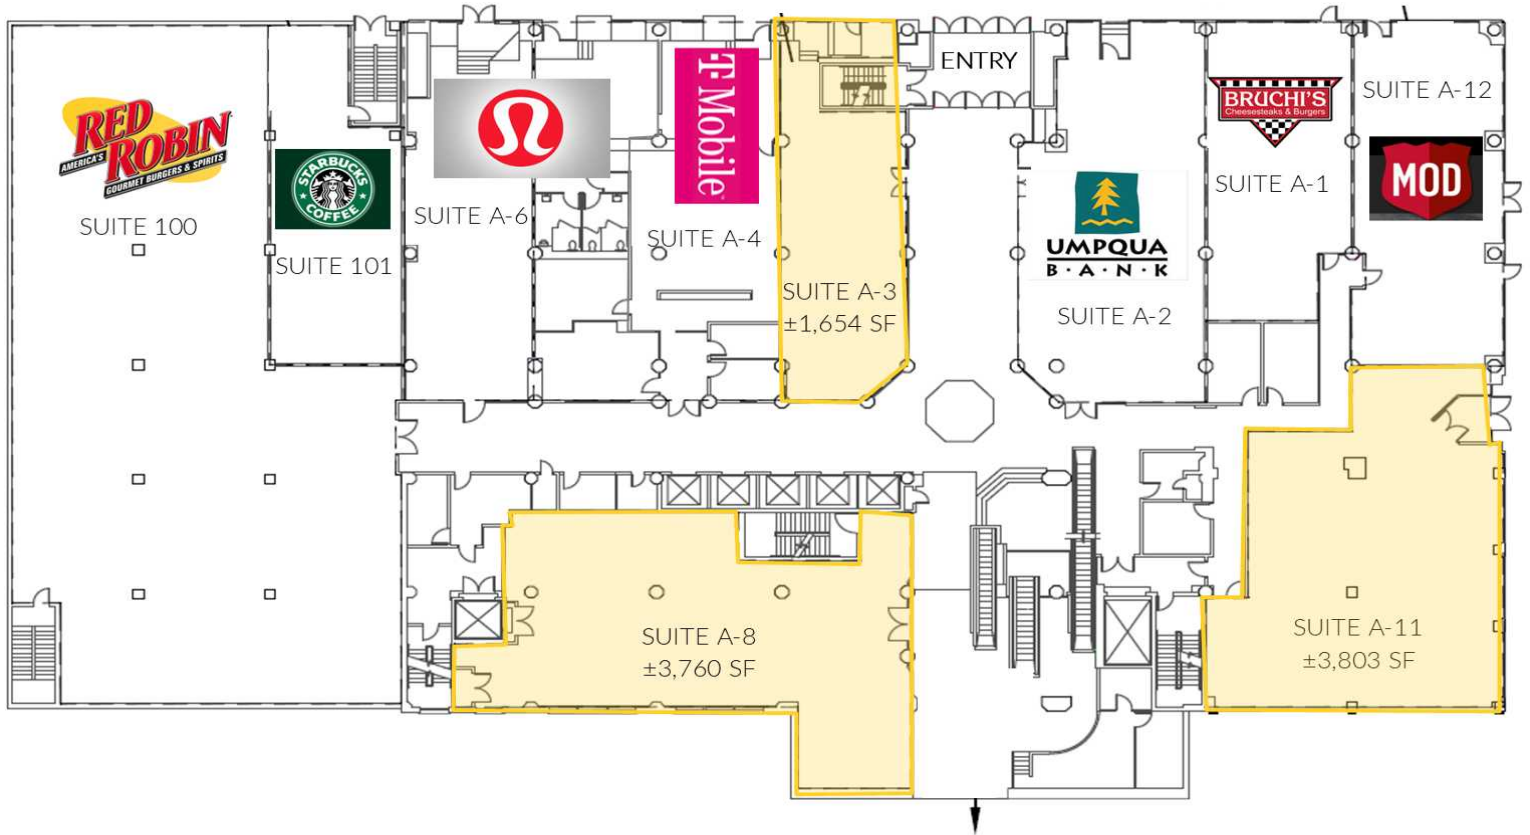 RED
ROBIN
AMERICA'S
GOURMET BURGERS & SPIRITS
SUITE 100
STARBUCKS
COFFEE
SUITE 101
SUITE A-6
T Mobile
SUITE A-4
SUITE A-3
±1,654 SF
ENTRY
UMPQUA
B·A·N·K
SUITE A-2
BRUCHI'S
Cheesesteaks & Burgers
SUITE A-1
SUITE A-12
MOD
SUITE A-8
±3,760 SF
SUITE A-11
±3,803 SF